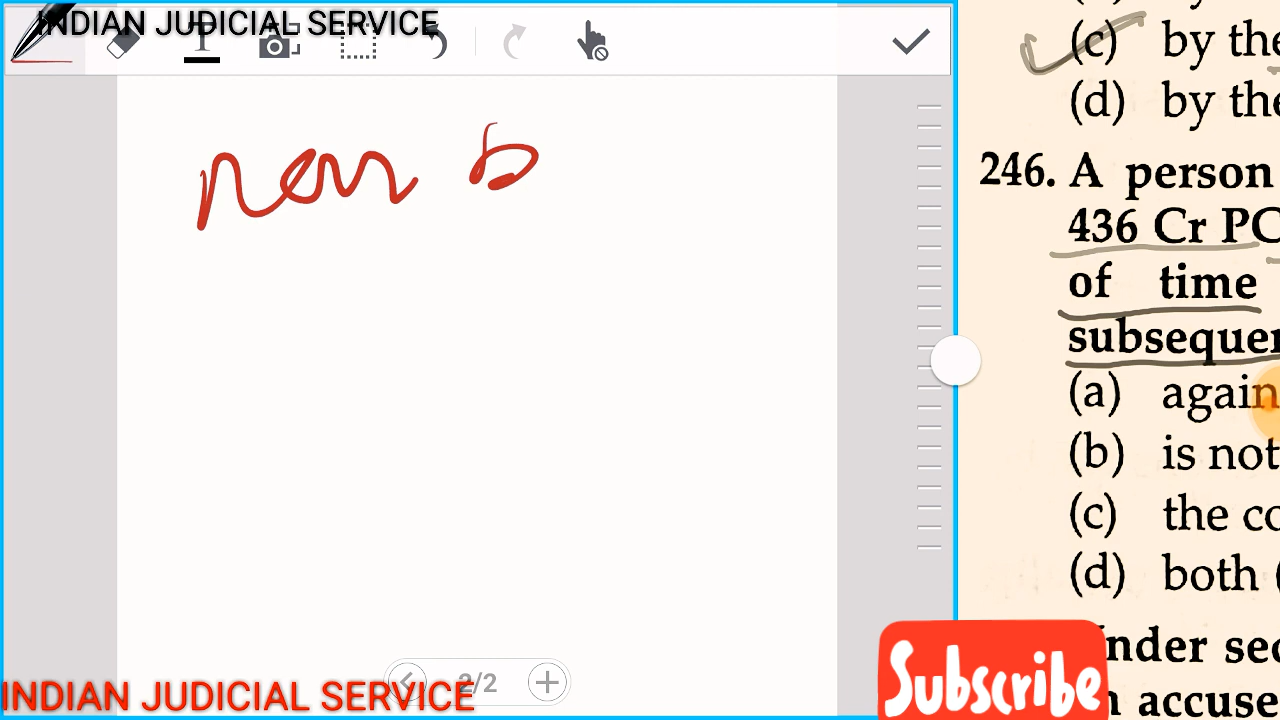 INDIAN JUDICIAL SERVICE
T
non b
2/2
INDIAN JUDICIAL SERVICE
(c) by the
(d) by the
246. A person
436 Cr PC
of time
subsequen
(a) again
(b) is not
(c) the co
(d) both (
nder sec
n accuse
Subscribe